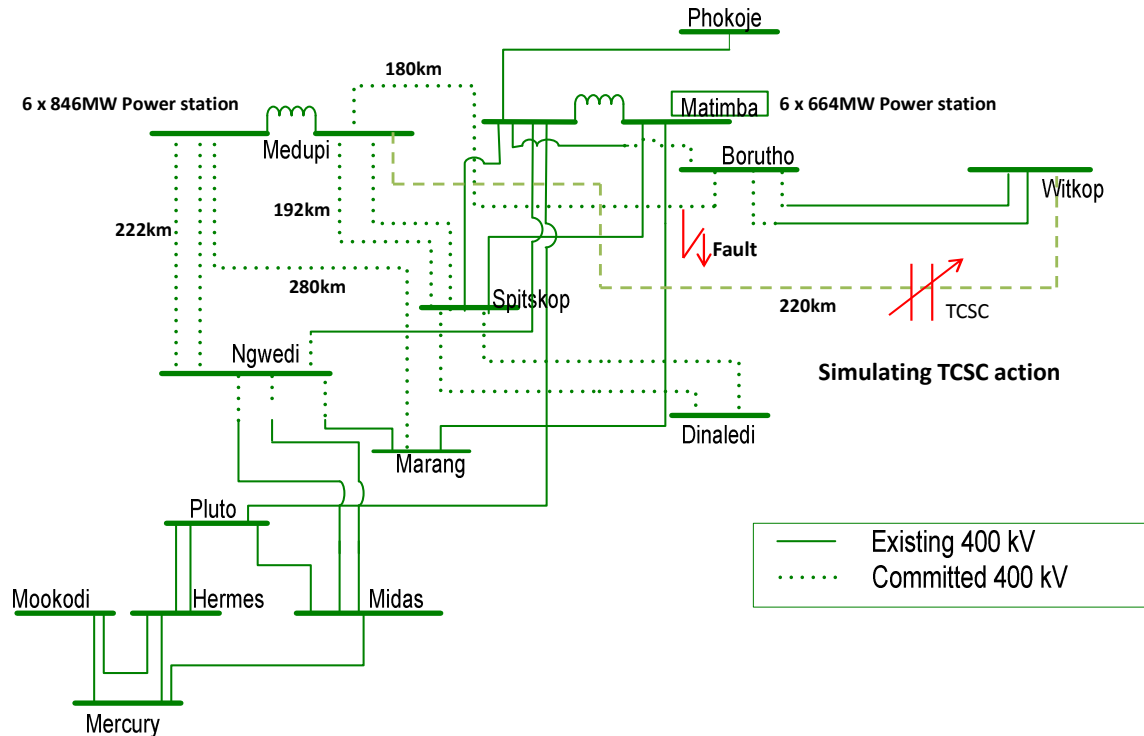 Phokoje
180km
6 x 846MW Power station
Matimba
6 x 664MW Power station
Medupi
Borutho
Witkop
192km
222km
Fault
280km
Spitskop
220km
TCSC
Ngwedi
Simulating TCSC action
Dinaledi
Marang
Pluto
Existing 400 kV
Committed 400 kV
Mookodi
Hermes
Midas
Mercury